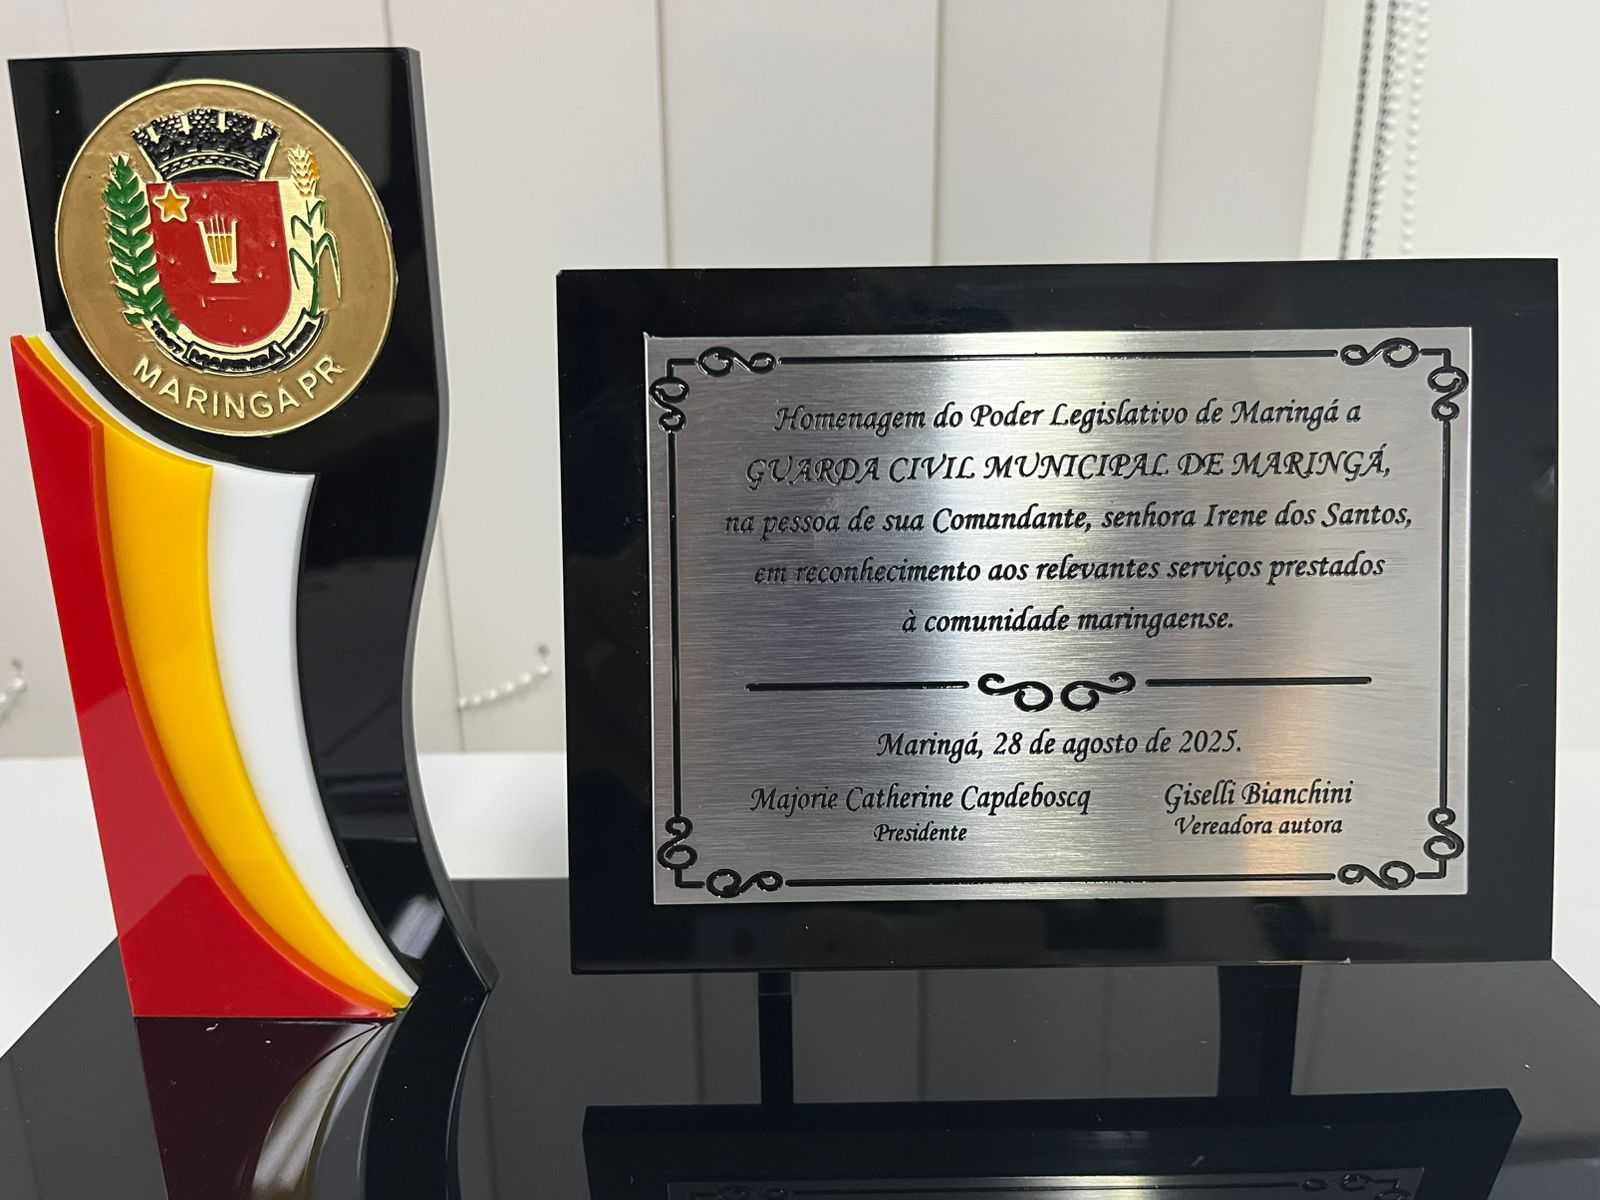 MARINGÁ
MARINGÁ PR
Homenagem do Poder Legislativo de Maringá a
GUARDA CIVIL MUNICIPAL DE MARINGÁ,
na pessoa de sua Comandante, senhora Irene dos Santos,
em reconhecimento aos relevantes serviços prestados
à comunidade maringaense.
Maringá, 28 de agosto de 2025.
Majorie Catherine Capdeboscq
Presidente
Giselli Bianchini
Vereadora autora